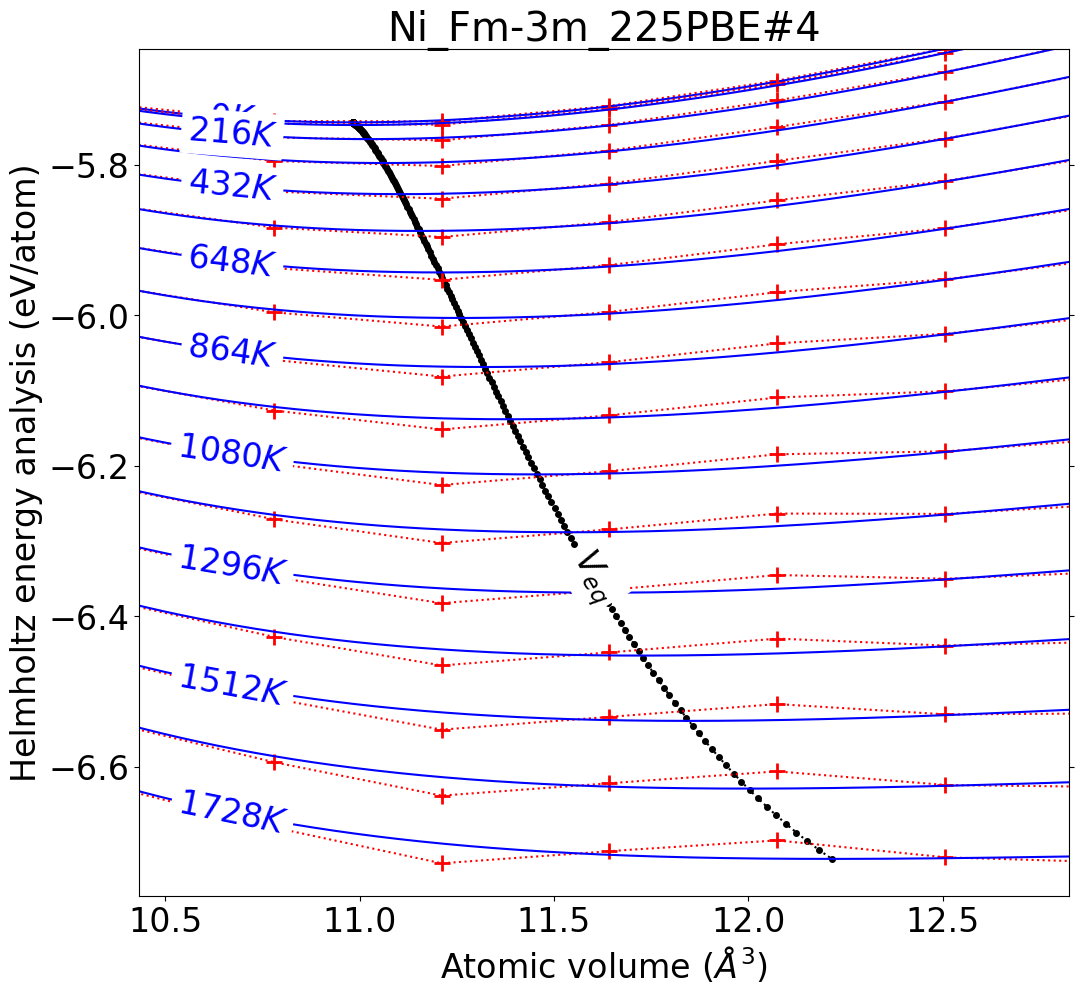 Ni_Fm-3m_225PBE#4
Helmholtz energy analysis (eV/atom)
−5.8
−6.0
−6.2
−6.4
−6.6
0K
216K
432K
648K
864K
1080K
1296K
1512K
1728K
V_eq
10.5 11.0 11.5 12.0 12.5
Atomic volume (Å³)